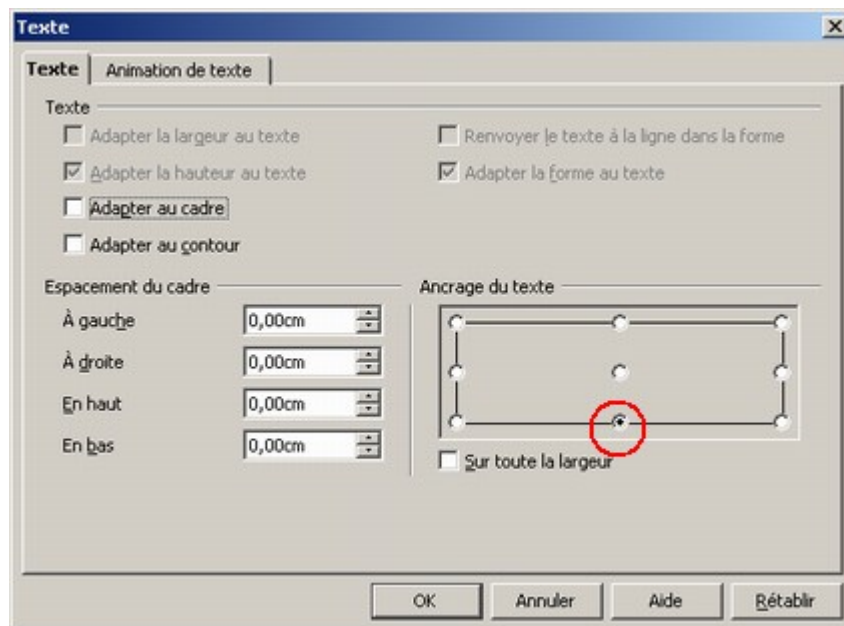 Texte
Texte
Animation de texte
Texte
Adapter la largeur au texte
Renvoyer le texte à la ligne dans la forme
Adapter la hauteur au texte
Adapter la forme au texte
Adapter au cadre
Adapter au contour
Espacement du cadre
Ancrage du texte
À gauche
0,00cm
À droite
0,00cm
En haut
0,00cm
En bas
0,00cm
Sur toute la largeur
OK
Annuler
Aide
Rétablir